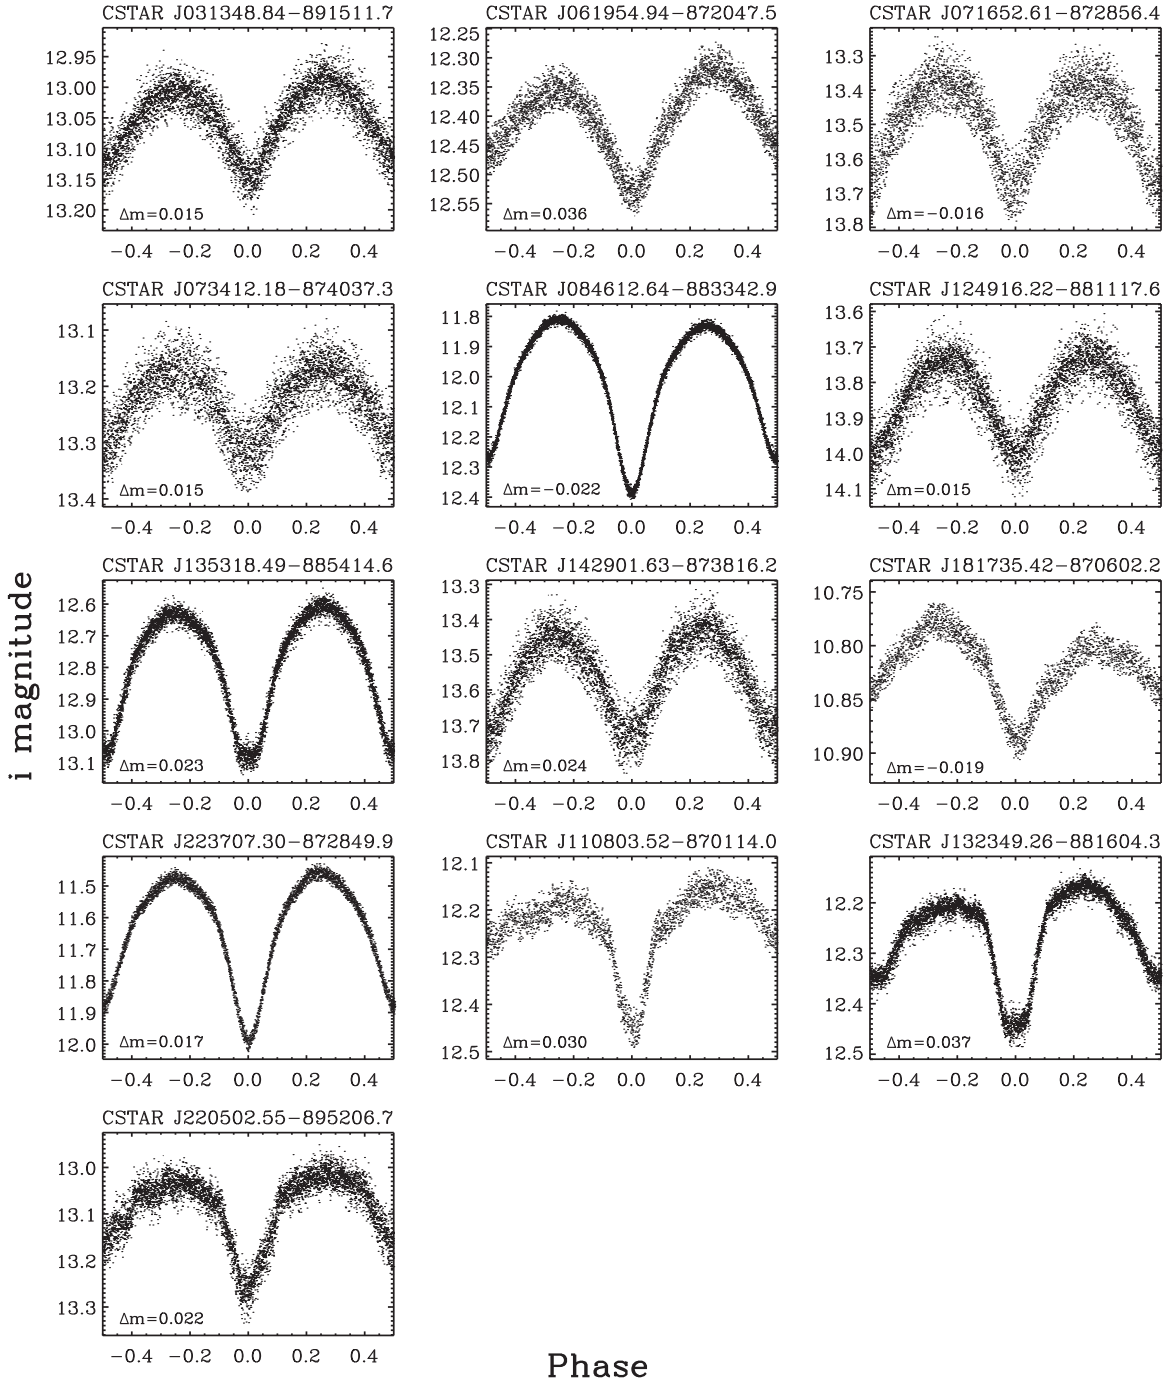 CSTAR J031348.84−891511.7
12.95
13.00
13.05
13.10
13.15
13.20
Δm=0.015
−0.4 −0.2 0.0 0.2 0.4
CSTAR J061954.94−872047.5
12.25
12.30
12.35
12.40
12.45
12.50
12.55
Δm=0.036
−0.4 −0.2 0.0 0.2 0.4
CSTAR J071652.61−872856.4
13.3
13.4
13.5
13.6
13.7
13.8
Δm=−0.016
−0.4 −0.2 0.0 0.2 0.4
CSTAR J073412.18−874037.3
13.1
13.2
13.3
13.4
Δm=0.015
−0.4 −0.2 0.0 0.2 0.4
CSTAR J084612.64−883342.9
11.8
11.9
12.0
12.1
12.2
12.3
12.4
Δm=−0.022
−0.4 −0.2 0.0 0.2 0.4
CSTAR J124916.22−881117.6
13.6
13.7
13.8
13.9
14.0
14.1
Δm=0.015
−0.4 −0.2 0.0 0.2 0.4
i magnitude
CSTAR J135318.49−885414.6
12.6
12.7
12.8
12.9
13.0
13.1
Δm=0.023
−0.4 −0.2 0.0 0.2 0.4
CSTAR J142901.63−873816.2
13.3
13.4
13.5
13.6
13.7
13.8
Δm=0.024
−0.4 −0.2 0.0 0.2 0.4
CSTAR J181735.42−870602.2
10.75
10.80
10.85
10.90
Δm=−0.019
−0.4 −0.2 0.0 0.2 0.4
CSTAR J223707.30−872849.9
11.5
11.6
11.7
11.8
11.9
12.0
Δm=0.017
−0.4 −0.2 0.0 0.2 0.4
CSTAR J110803.52−870114.0
12.1
12.2
12.3
12.4
12.5
Δm=0.030
−0.4 −0.2 0.0 0.2 0.4
CSTAR J132349.26−881604.3
12.2
12.3
12.4
12.5
Δm=0.037
−0.4 −0.2 0.0 0.2 0.4
CSTAR J220502.55−895206.7
13.0
13.1
13.2
13.3
Δm=0.022
−0.4 −0.2 0.0 0.2 0.4
Phase